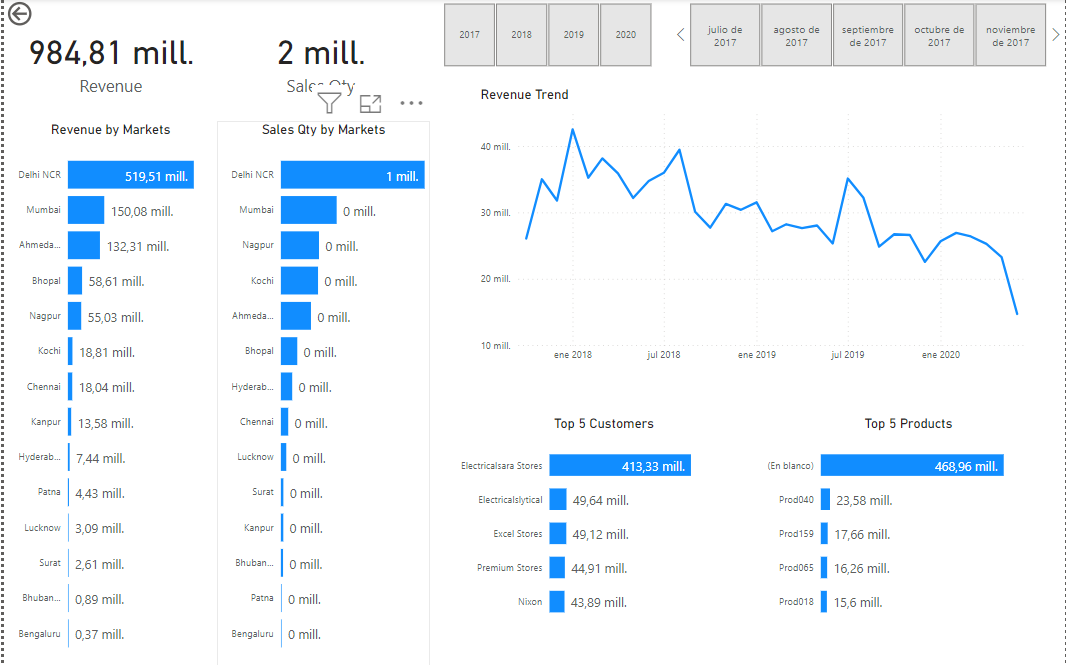 984,81 mill.
Revenue
2 mill.
Sales Qty
2017
2018
2019
2020
julio de
2017
agosto de
2017
septiembre
de 2017
octubre de
2017
noviembre
de 2017
Revenue by Markets
Delhi NCR 519,51 mill.
Mumbai 150,08 mill.
Ahmeda... 132,31 mill.
Bhopal 58,61 mill.
Nagpur 55,03 mill.
Kochi 18,81 mill.
Chennai 18,04 mill.
Kanpur 13,58 mill.
Hyderab... 7,44 mill.
Patna 4,43 mill.
Lucknow 3,09 mill.
Surat 2,61 mill.
Bhuban... 0,89 mill.
Bengaluru 0,37 mill.
Sales Qty by Markets
Delhi NCR 1 mill.
Mumbai 0 mill.
Nagpur 0 mill.
Kochi 0 mill.
Ahmeda... 0 mill.
Bhopal 0 mill.
Hyderab... 0 mill.
Chennai 0 mill.
Lucknow 0 mill.
Surat 0 mill.
Kanpur 0 mill.
Bhuban... 0 mill.
Patna 0 mill.
Bengaluru 0 mill.
Revenue Trend
40 mill.
30 mill.
20 mill.
10 mill.
ene 2018 jul 2018 ene 2019 jul 2019 ene 2020
Top 5 Customers
Electricalsara Stores 413,33 mill.
Electricalslytical 49,64 mill.
Excel Stores 49,12 mill.
Premium Stores 44,91 mill.
Nixon 43,89 mill.
Top 5 Products
(En blanco) 468,96 mill.
Prod040 23,58 mill.
Prod159 17,66 mill.
Prod065 16,26 mill.
Prod018 15,6 mill.